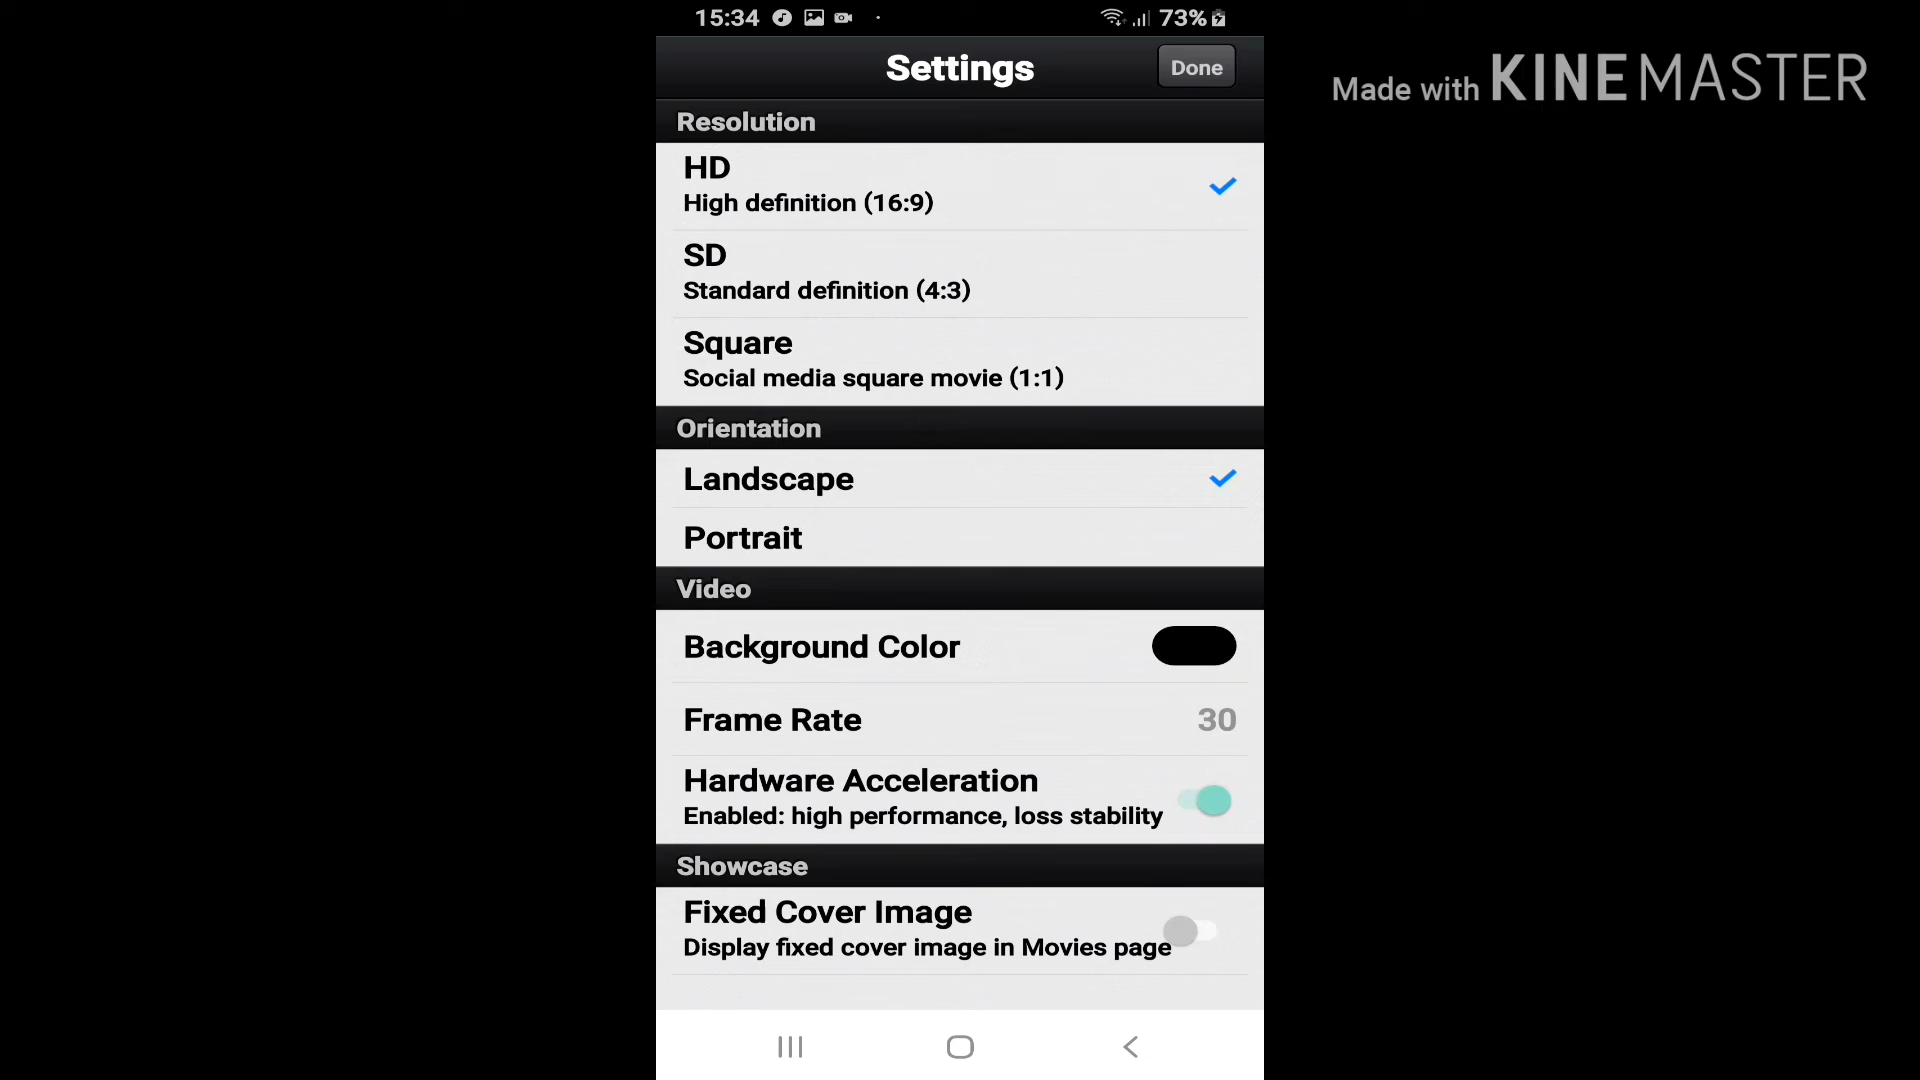 15:34
73%
Settings
Done
Made with KINEMASTER
Resolution
HD
High definition (16:9)
SD
Standard definition (4:3)
Square
Social media square movie (1:1)
Orientation
Landscape
Portrait
Video
Background Color
Frame Rate
30
Hardware Acceleration
Enabled: high performance, loss stability
Showcase
Fixed Cover Image
Display fixed cover image in Movies page